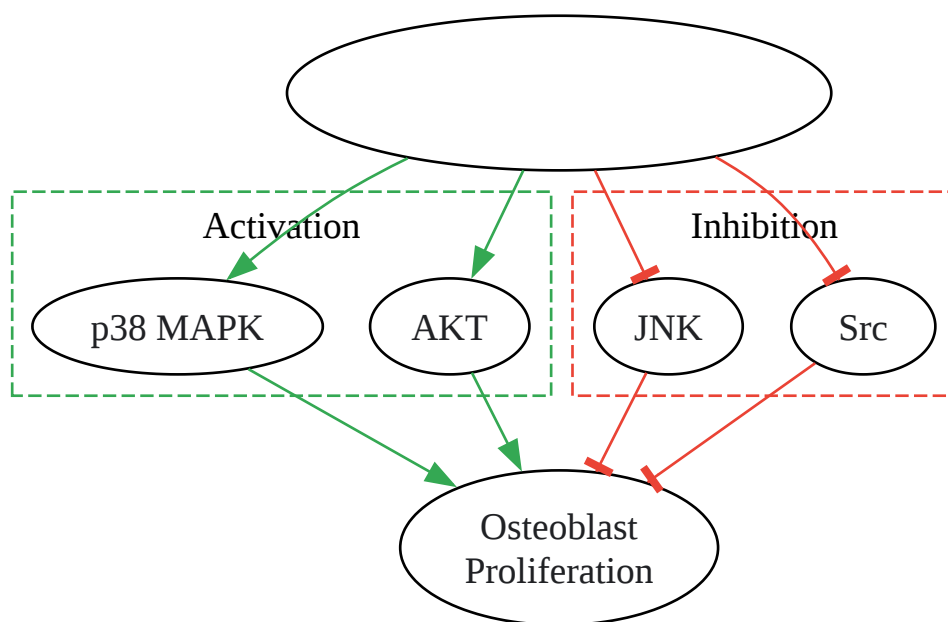 Activation
Inhibition
p38 MAPK
AKT
JNK
Src
Osteoblast
Proliferation